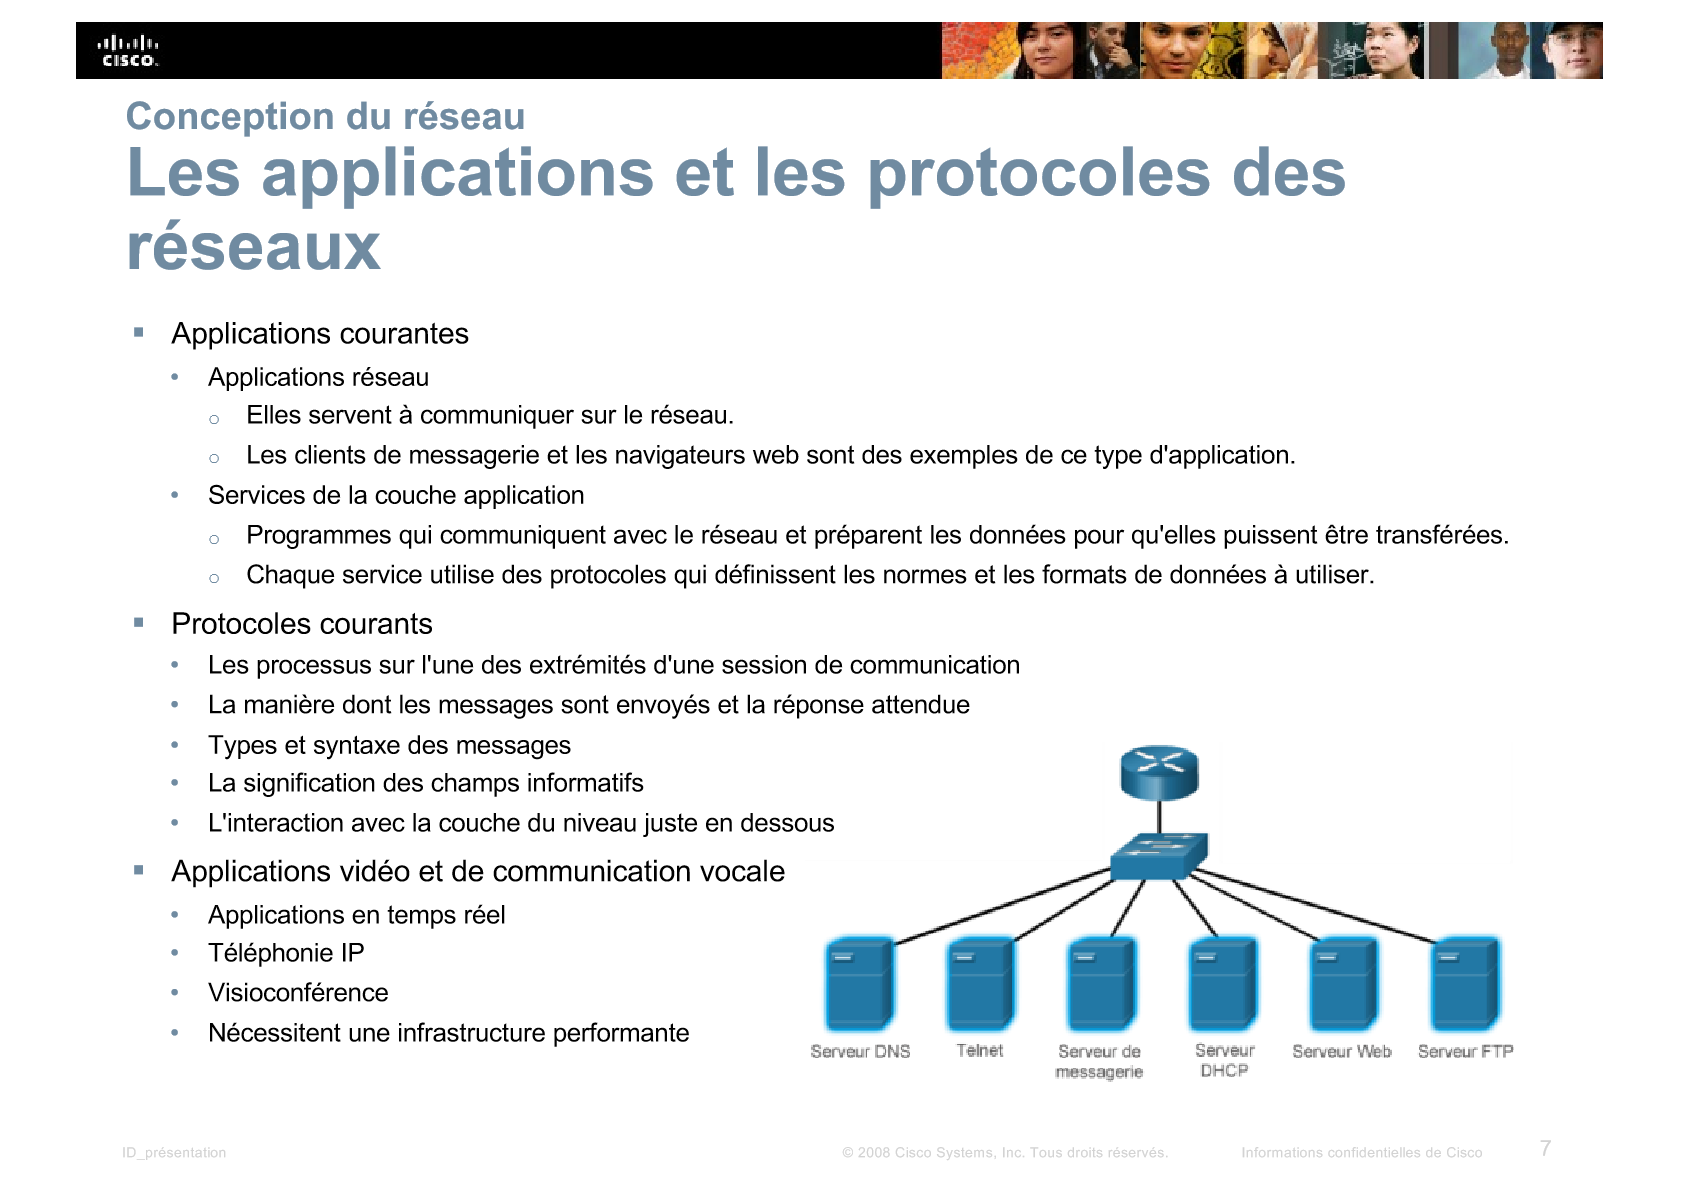 CISCO
Conception du réseau
Les applications et les protocoles des
réseaux
▪ Applications courantes
• Applications réseau
o Elles servent à communiquer sur le réseau.
o Les clients de messagerie et les navigateurs web sont des exemples de ce type d'application.
• Services de la couche application
o Programmes qui communiquent avec le réseau et préparent les données pour qu'elles puissent être transférées.
o Chaque service utilise des protocoles qui définissent les normes et les formats de données à utiliser.
▪ Protocoles courants
• Les processus sur l'une des extrémités d'une session de communication
• La manière dont les messages sont envoyés et la réponse attendue
• Types et syntaxe des messages
• La signification des champs informatifs
• L'interaction avec la couche du niveau juste en dessous
▪ Applications vidéo et de communication vocale
• Applications en temps réel
• Téléphonie IP
• Visioconférence
• Nécessitent une infrastructure performante
Serveur DNS
Telnet
Serveur de
messagerie
Serveur
DHCP
Serveur Web
Serveur FTP
ID_présentation
© 2008 Cisco Systems, Inc. Tous droits réservés.
Informations confidentielles de Cisco
7